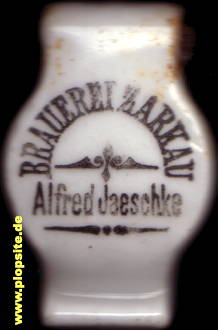 BRAUEREI ZARKAU
Alfred Jaeschke
www.plopsite.de